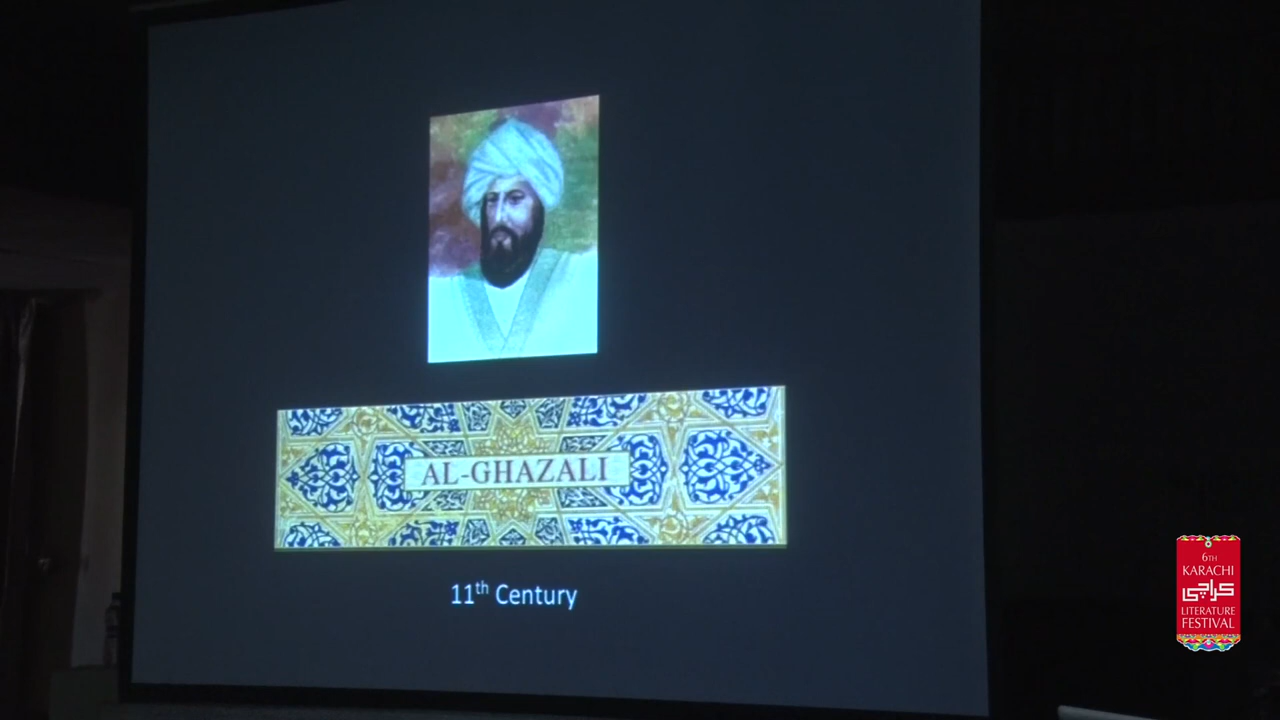 AL-GHAZALI
11th Century
6TH
KARACHI
کراچی
LITERATURE
FESTIVAL